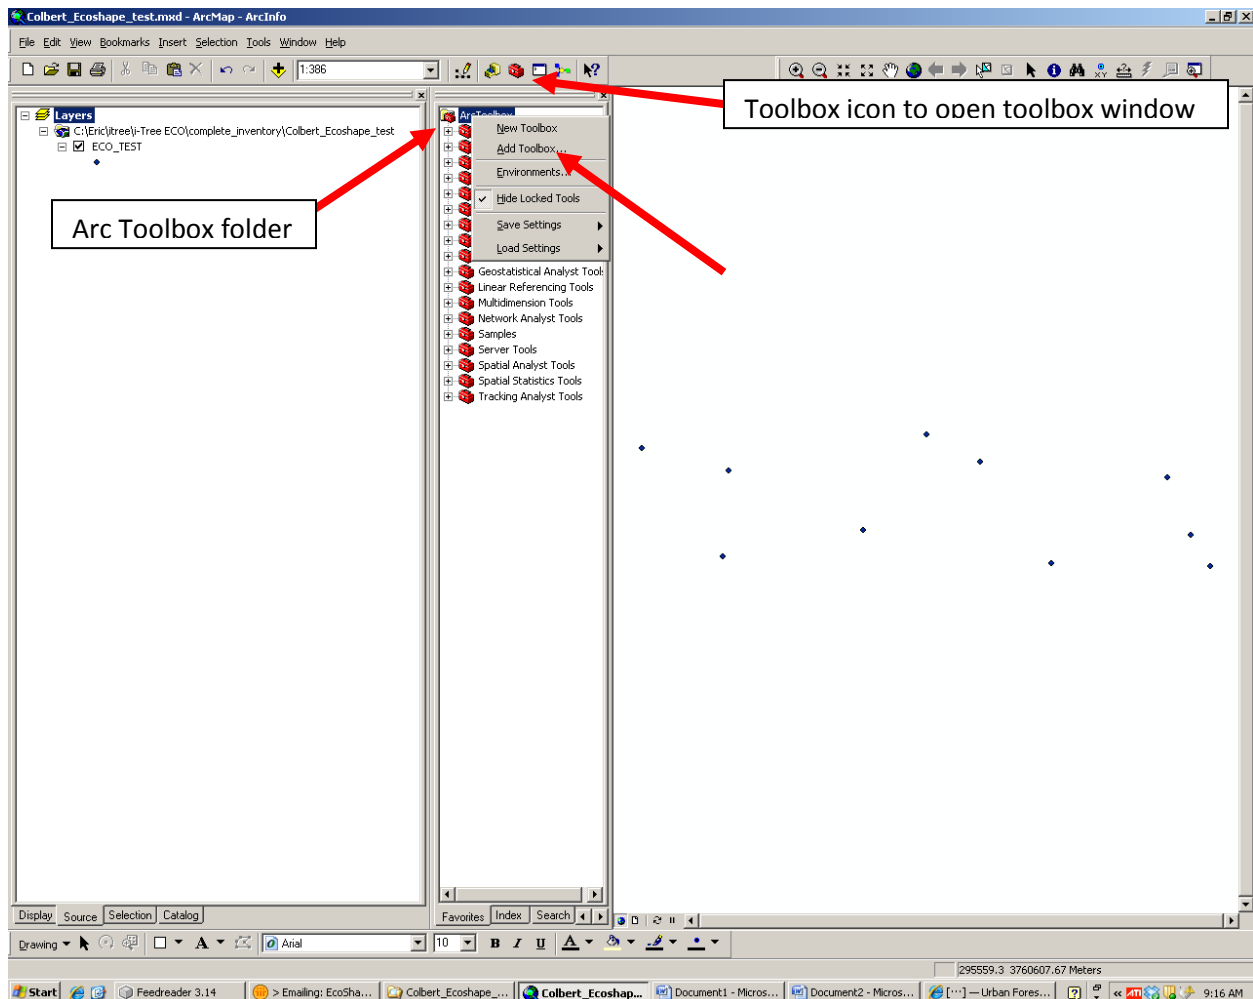 Colbert_Ecoshape_test.mxd - ArcMap - ArcInfo
File Edit View Bookmarks Insert Selection Tools Window Help
1:386
Toolbox icon to open toolbox window
Layers
C:\Eric\itree\i-Tree ECO\complete_inventory\Colbert_Ecoshape_test
ECO_TEST
Arc Toolbox folder
ArcToolbox
New Toolbox
Add Toolbox...
Environments...
Hide Locked Tools
Save Settings
Load Settings
Geostatistical Analyst Tools
Linear Referencing Tools
Multidimension Tools
Network Analyst Tools
Samples
Server Tools
Spatial Analyst Tools
Spatial Statistics Tools
Tracking Analyst Tools
Display Source Selection Catalog
Favorites Index Search
Drawing A Arial 10 B I U A
295559.3 3760607.67 Meters
Start Feedreader 3.14 > Emailing: EcoSha... Colbert_Ecoshape_... Colbert_Ecoshap... Document1 - Micros... Document2 - Micros... [···] — Urban Fores... ATI 9:16 AM